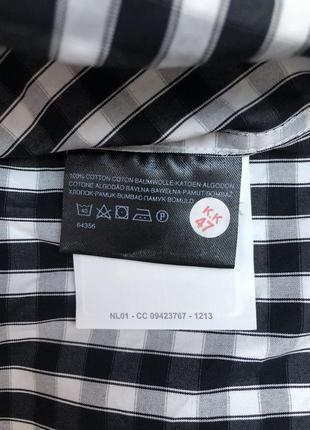 100% COTTON COTON BAUMWOLLE-KATOEN ALGODON
COTONE ALGODÃO BAVLNA BAWEŁNA PAMUT-BOMBAŽ
ХЛОПОК-PAMUK-BUMBAC ПАМУК BOMULD
40
P
64356
K.K
47
NL01 - CC 09423767 - 1213